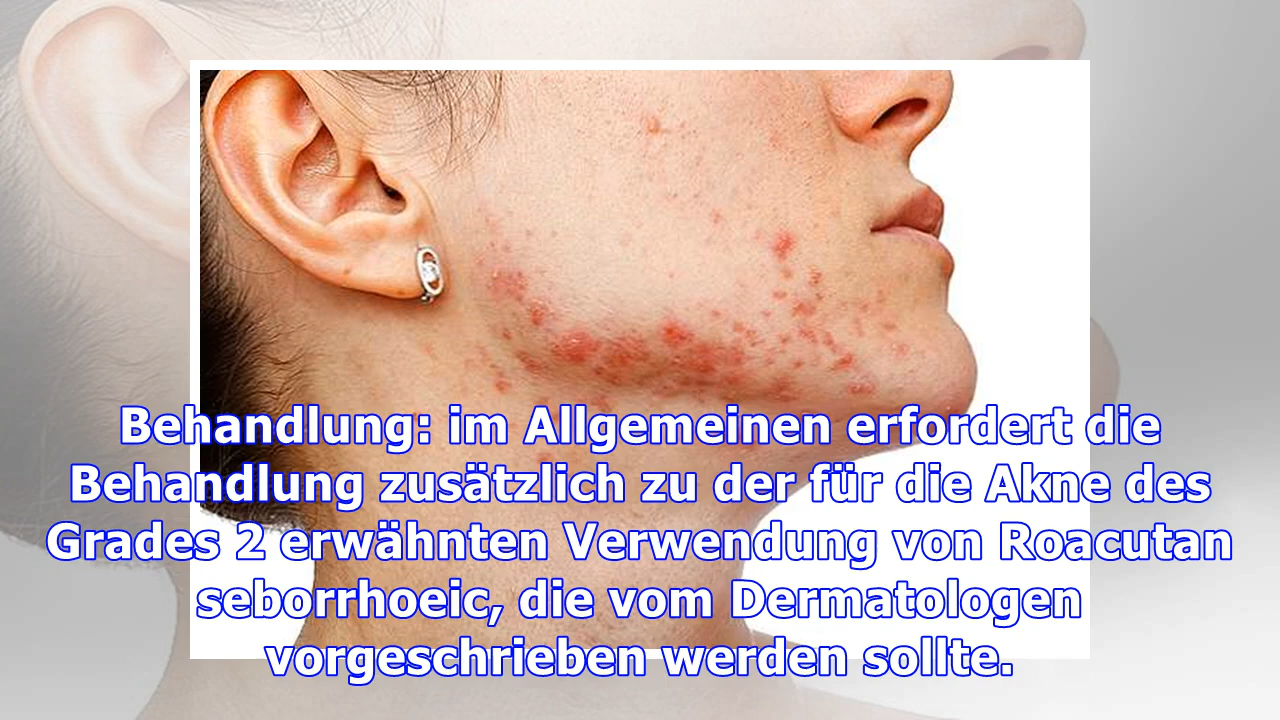 Behandlung: im Allgemeinen erfordert die
Behandlung zusätzlich zu der für die Akne des
Grades 2 erwähnten Verwendung von Roacutan
seborrhoeic, die vom Dermatologen
vorgeschrieben werden sollte.